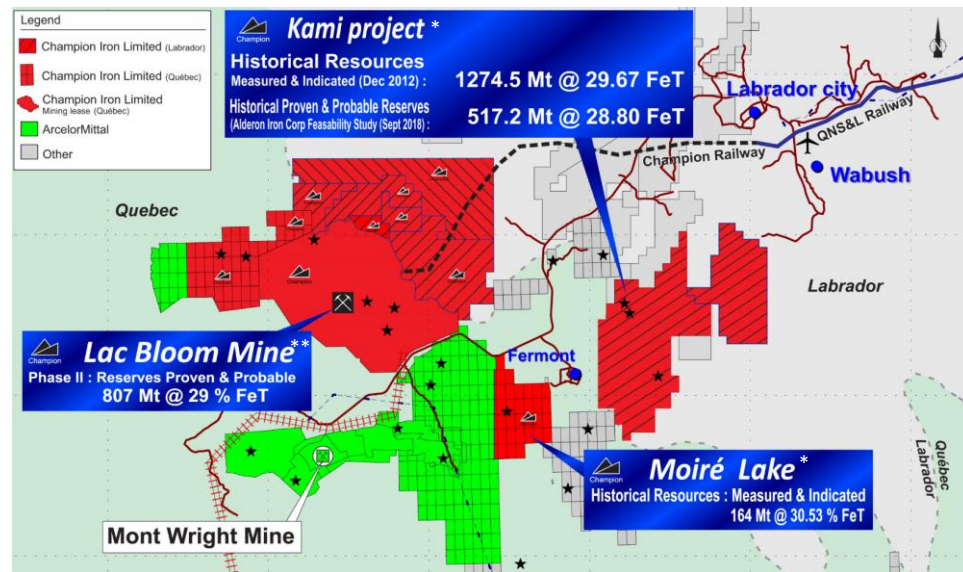 Legend
Champion Iron Limited (Labrador)
Champion Iron Limited (Québec)
Champion Iron Limited
Mining lease (Québec)
ArcelorMittal
Other
Champion
Kami project *
Historical Resources
Measured & Indicated (Dec 2012) : 1274.5 Mt @ 29.67 FeT
Historical Proven & Probable Reserves
(Alderon Iron Corp Feasability Study (Sept 2018) : 517.2 Mt @ 28.80 FeT
Labrador city
QNS&L Railway
Champion Railway
Wabush
Quebec
Labrador
Champion
Champion
Lac Bloom Mine**
Phase II : Reserves Proven & Probable
807 Mt @ 29 % FeT
Fermont
Champion
Moiré Lake*
Historical Resources : Measured & Indicated
164 Mt @ 30.53 % FeT
Québec
Labrador
Mont Wright Mine